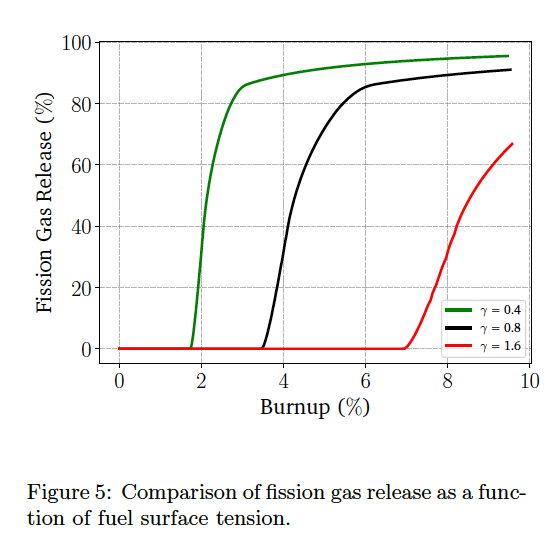 100
80
60
40
20
0
Fission Gas Release (%)
γ = 0.4
γ = 0.8
γ = 1.6
0 2 4 6 8 10
Burnup (%)
Figure 5: Comparison of fission gas release as a func-
tion of fuel surface tension.